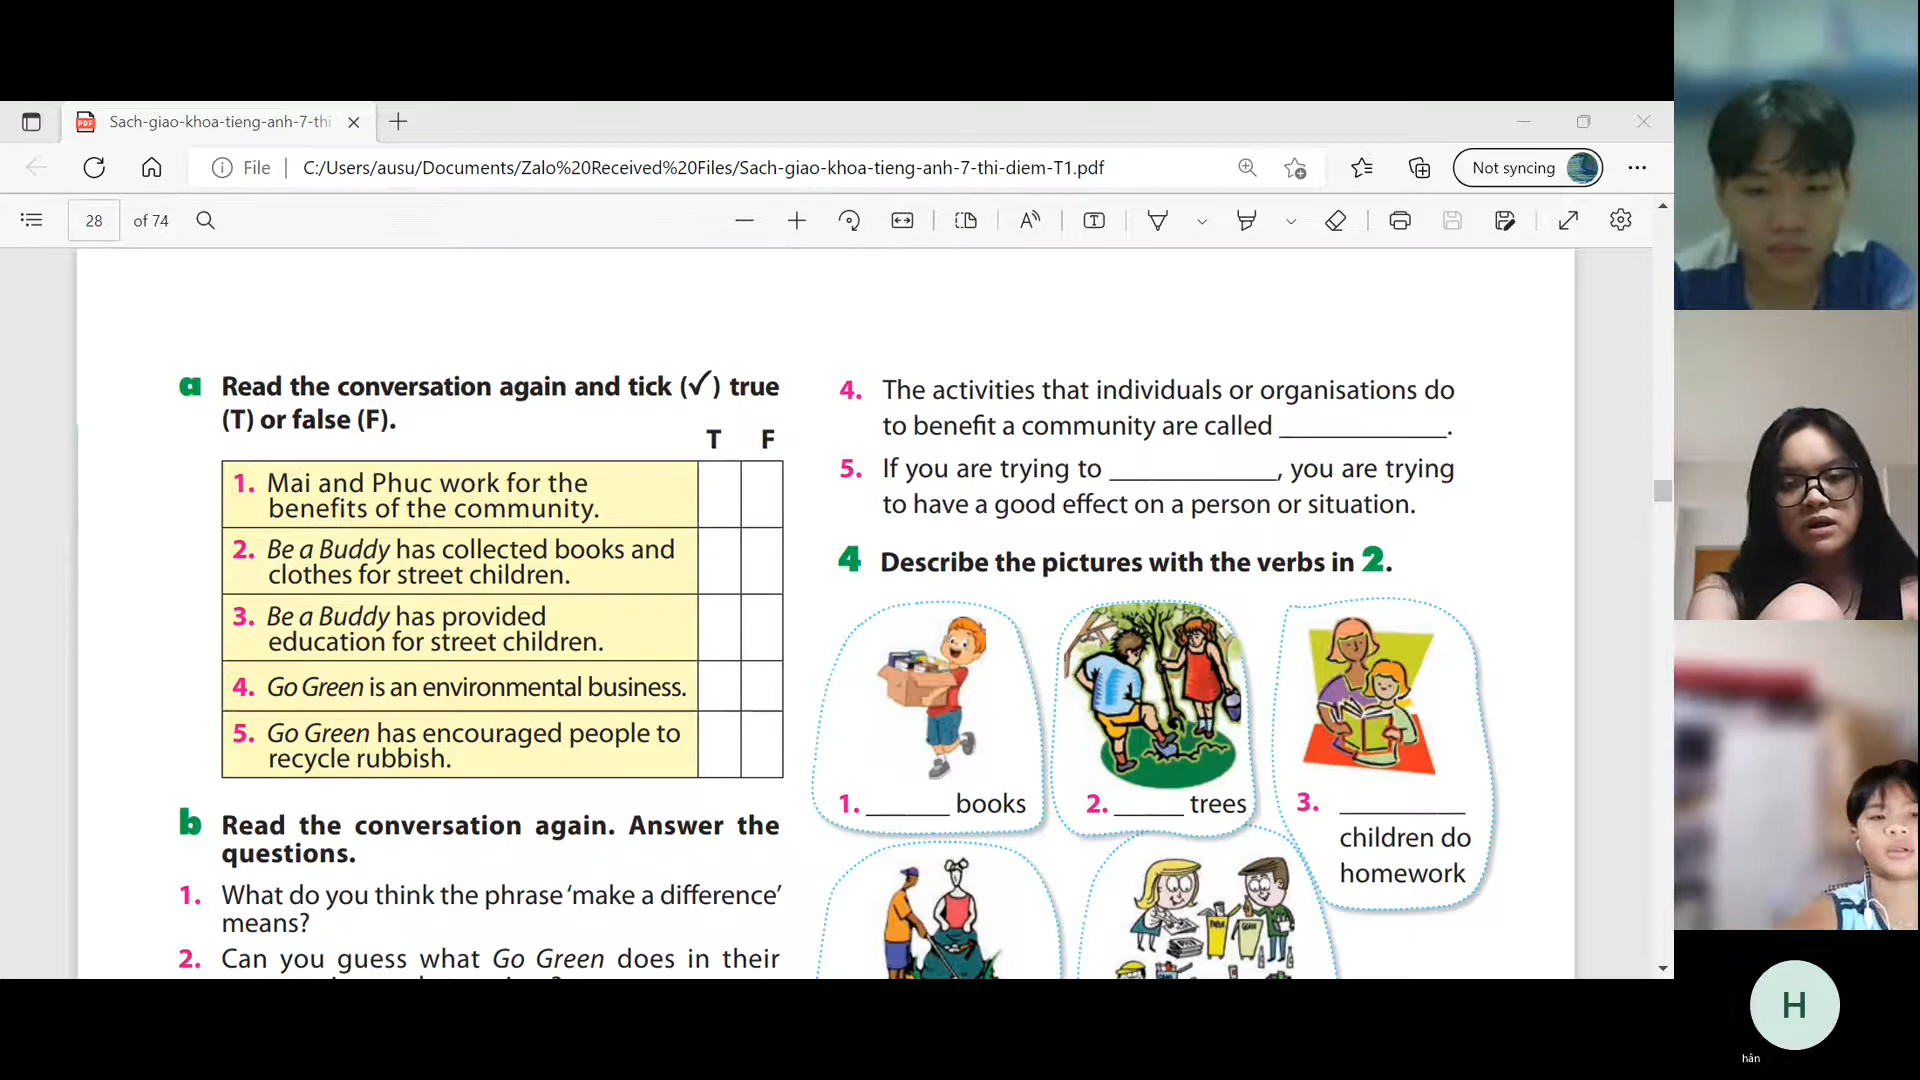 Sach-giao-khoa-tieng-anh-7-thi
File
C:/Users/ausu/Documents/Zalo%20Received%20Files/Sach-giao-khoa-tieng-anh-7-thi-diem-T1.pdf
Not syncing
28 of 74
a Read the conversation again and tick (✓) true
(T) or false (F).
T F
1. Mai and Phuc work for the
benefits of the community.
2. Be a Buddy has collected books and
clothes for street children.
3. Be a Buddy has provided
education for street children.
4. Go Green is an environmental business.
5. Go Green has encouraged people to
recycle rubbish.
b Read the conversation again. Answer the
questions.
1. What do you think the phrase ‘make a difference’
means?
2. Can you guess what Go Green does in their
4. The activities that individuals or organisations do
to benefit a community are called ____________.
5. If you are trying to ____________, you are trying
to have a good effect on a person or situation.
4 Describe the pictures with the verbs in 2.
1. ______ books
2. _____ trees
3. _________
children do
homework
H
hân